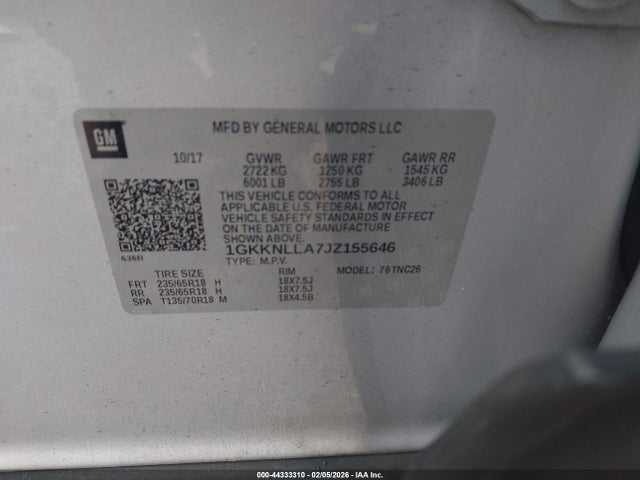 GM
MFD BY GENERAL MOTORS LLC
10/17 GVWR GAWR FRT GAWR RR
2722 KG 1250 KG 1545 KG
6001 LB 2755 LB 3406 LB
THIS VEHICLE CONFORMS TO ALL
APPLICABLE U.S. FEDERAL MOTOR
VEHICLE SAFETY STANDARDS IN EFFECT
ON THE DATE OF MANUFACTURE
SHOWN ABOVE.
1GKKNLLA7JZ155646
636R
TYPE: M.P.V. MODEL: 76TNC26
TIRE SIZE RIM
FRT 235/65R18 H 18X7.5J
RR 235/65R18 H 18X7.5J
SPA T135/70R18 M 18X4.5B
000-44333310 - 02/05/2026 - IAA Inc.